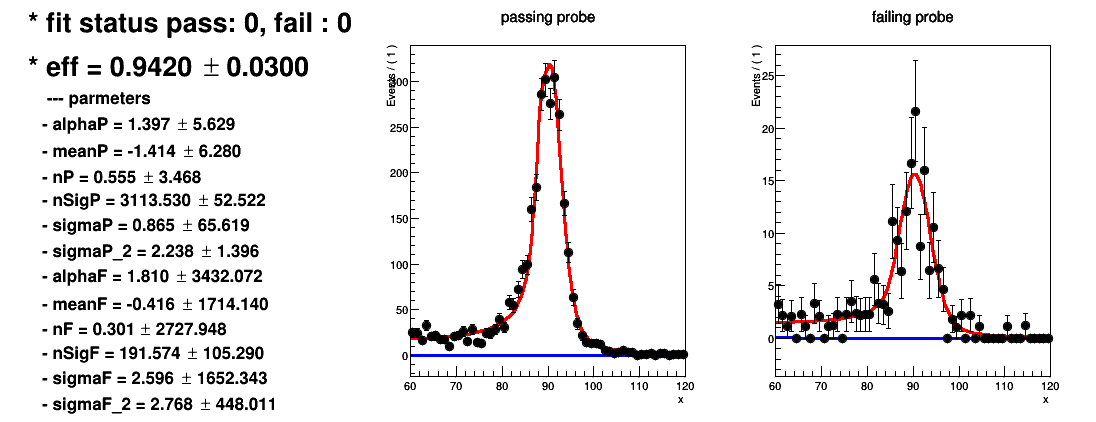 * fit status pass: 0, fail : 0
* eff = 0.9420 ± 0.0300
--- parmeters
- alphaP = 1.397 ± 5.629
- meanP = -1.414 ± 6.280
- nP = 0.555 ± 3.468
- nSigP = 3113.530 ± 52.522
- sigmaP = 0.865 ± 65.619
- sigmaP_2 = 2.238 ± 1.396
- alphaF = 1.810 ± 3432.072
- meanF = -0.416 ± 1714.140
- nF = 0.301 ± 2727.948
- nSigF = 191.574 ± 105.290
- sigmaF = 2.596 ± 1652.343
- sigmaF_2 = 2.768 ± 448.011
passing probe
Events / ( 1 )
300
250
200
150
100
50
0
60 70 80 90 100 110 120
x
failing probe
Events / ( 1 )
25
20
15
10
5
0
60 70 80 90 100 110 120
x